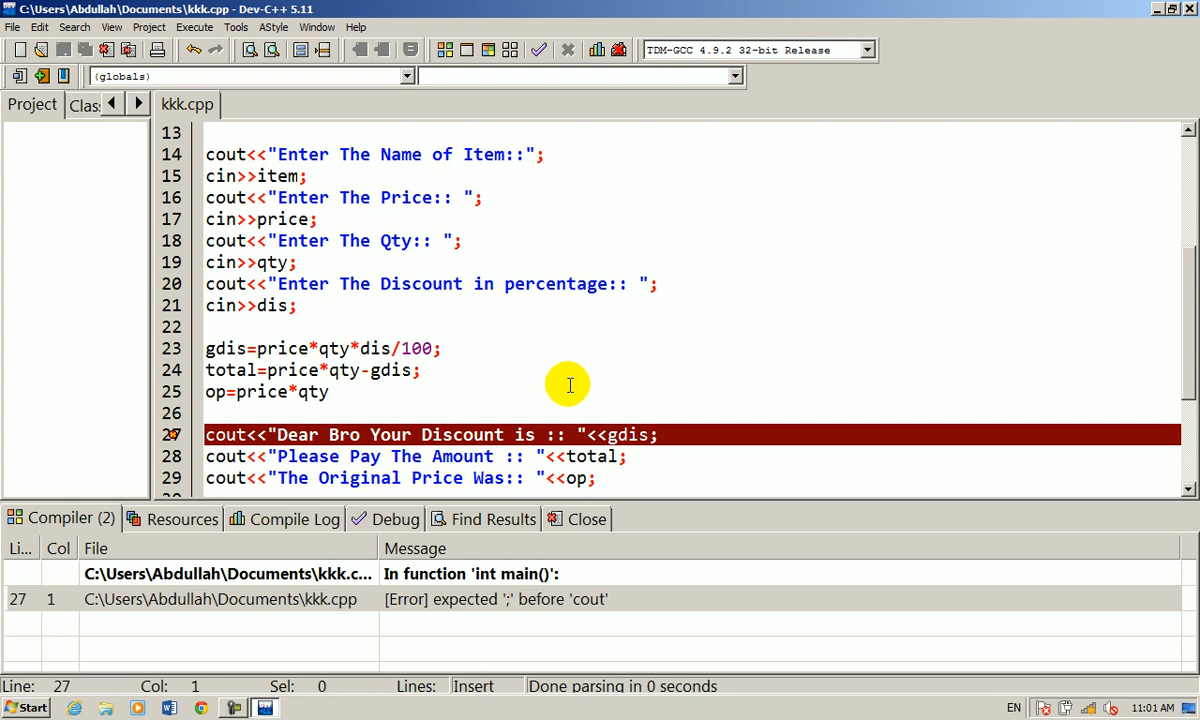 C:\Users\Abdullah\Documents\kkk.cpp - Dev-C++ 5.11
File Edit Search View Project Execute Tools AStyle Window Help
TDM-GCC 4.9.2 32-bit Release
(globals)
Project Clas kkk.cpp
13
14 cout<<"Enter The Name of Item::";
15 cin>>item;
16 cout<<"Enter The Price:: ";
17 cin>>price;
18 cout<<"Enter The Qty:: ";
19 cin>>qty;
20 cout<<"Enter The Discount in percentage:: ";
21 cin>>dis;
22
23 gdis=price*qty*dis/100;
24 total=price*qty-gdis;
25 op=price*qty
26
27 cout<<"Dear Bro Your Discount is :: "<<gdis;
28 cout<<"Please Pay The Amount :: "<<total;
29 cout<<"The Original Price Was:: "<<op;
Compiler (2) Resources Compile Log Debug Find Results Close
Li... Col File Message
C:\Users\Abdullah\Documents\kkk.c... In function 'int main()':
27 1 C:\Users\Abdullah\Documents\kkk.cpp [Error] expected ';' before 'cout'
Line: 27 Col: 1 Sel: 0 Lines: Insert Done parsing in 0 seconds
Start EN 11:01 AM